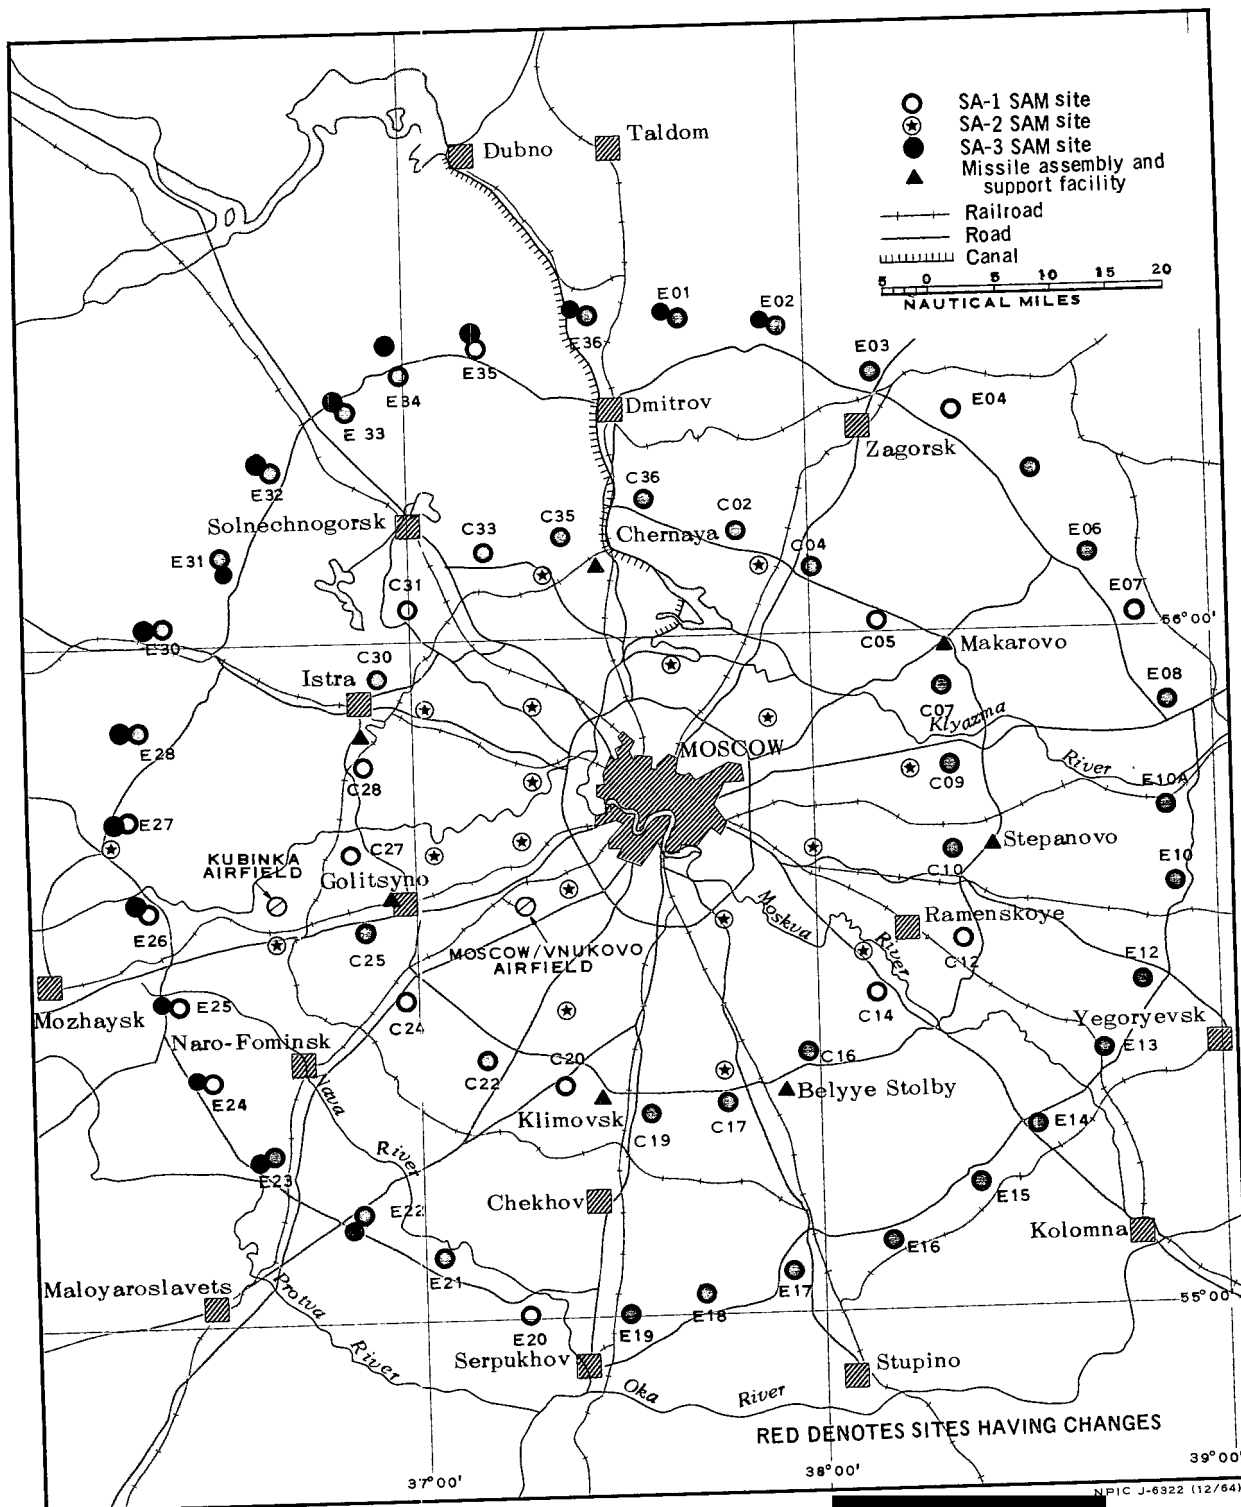 SA-1 SAM site
SA-2 SAM site
SA-3 SAM site
Missile assembly and
support facility
Railroad
Road
Canal
5 0 5 10 15 20
NAUTICAL MILES
Dubno
Taldom
E36
E01
E02
E03
E04
E35
E34
E 33
E32
Dmitrov
Zagorsk
Solnechnogorsk
C33
C35
C36
C02
Chernaya
C04
E06
E07
E31
C31
56°00'
C05
Makarovo
E30
C30
Istra
E08
C07
Klyazma
River
E28
MOSCOW
C28
C09
E10A
E27
C27
KUBINKA
AIRFIELD
Golitsyno
Stepanovo
C10
E10
E26
Moskva
River
Ramenskoye
C25
MOSCOW/VNUKOVO
AIRFIELD
C12
E12
Mozhaysk
E25
C24
C14
Yegoryevsk
Naro-Fominsk
C22
C20
C16
E13
E24
Nava
River
Klimovsk
C19
C17
Belyye Stolby
E14
E23
E22
Chekhov
E15
Kolomna
E21
E16
Maloyaroslavets
Protva
River
E17
E18
55°00'
E20
E19
Serpukhov
Stupino
Oka
River
RED DENOTES SITES HAVING CHANGES
37°00'
38°00'
39°00'
NPIC J-6322 (12/64)